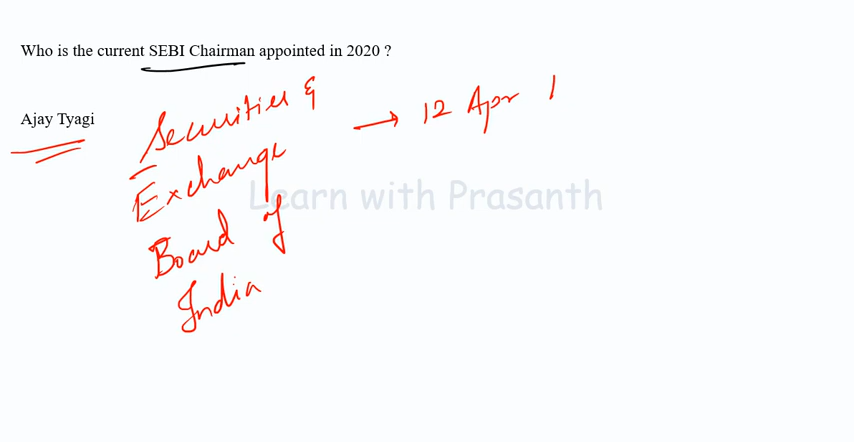 Who is the current SEBI Chairman appointed in 2020 ?
Ajay Tyagi
Securities &
Exchange
Board of
India
→ 12 Apr 1
Learn with Prasanth